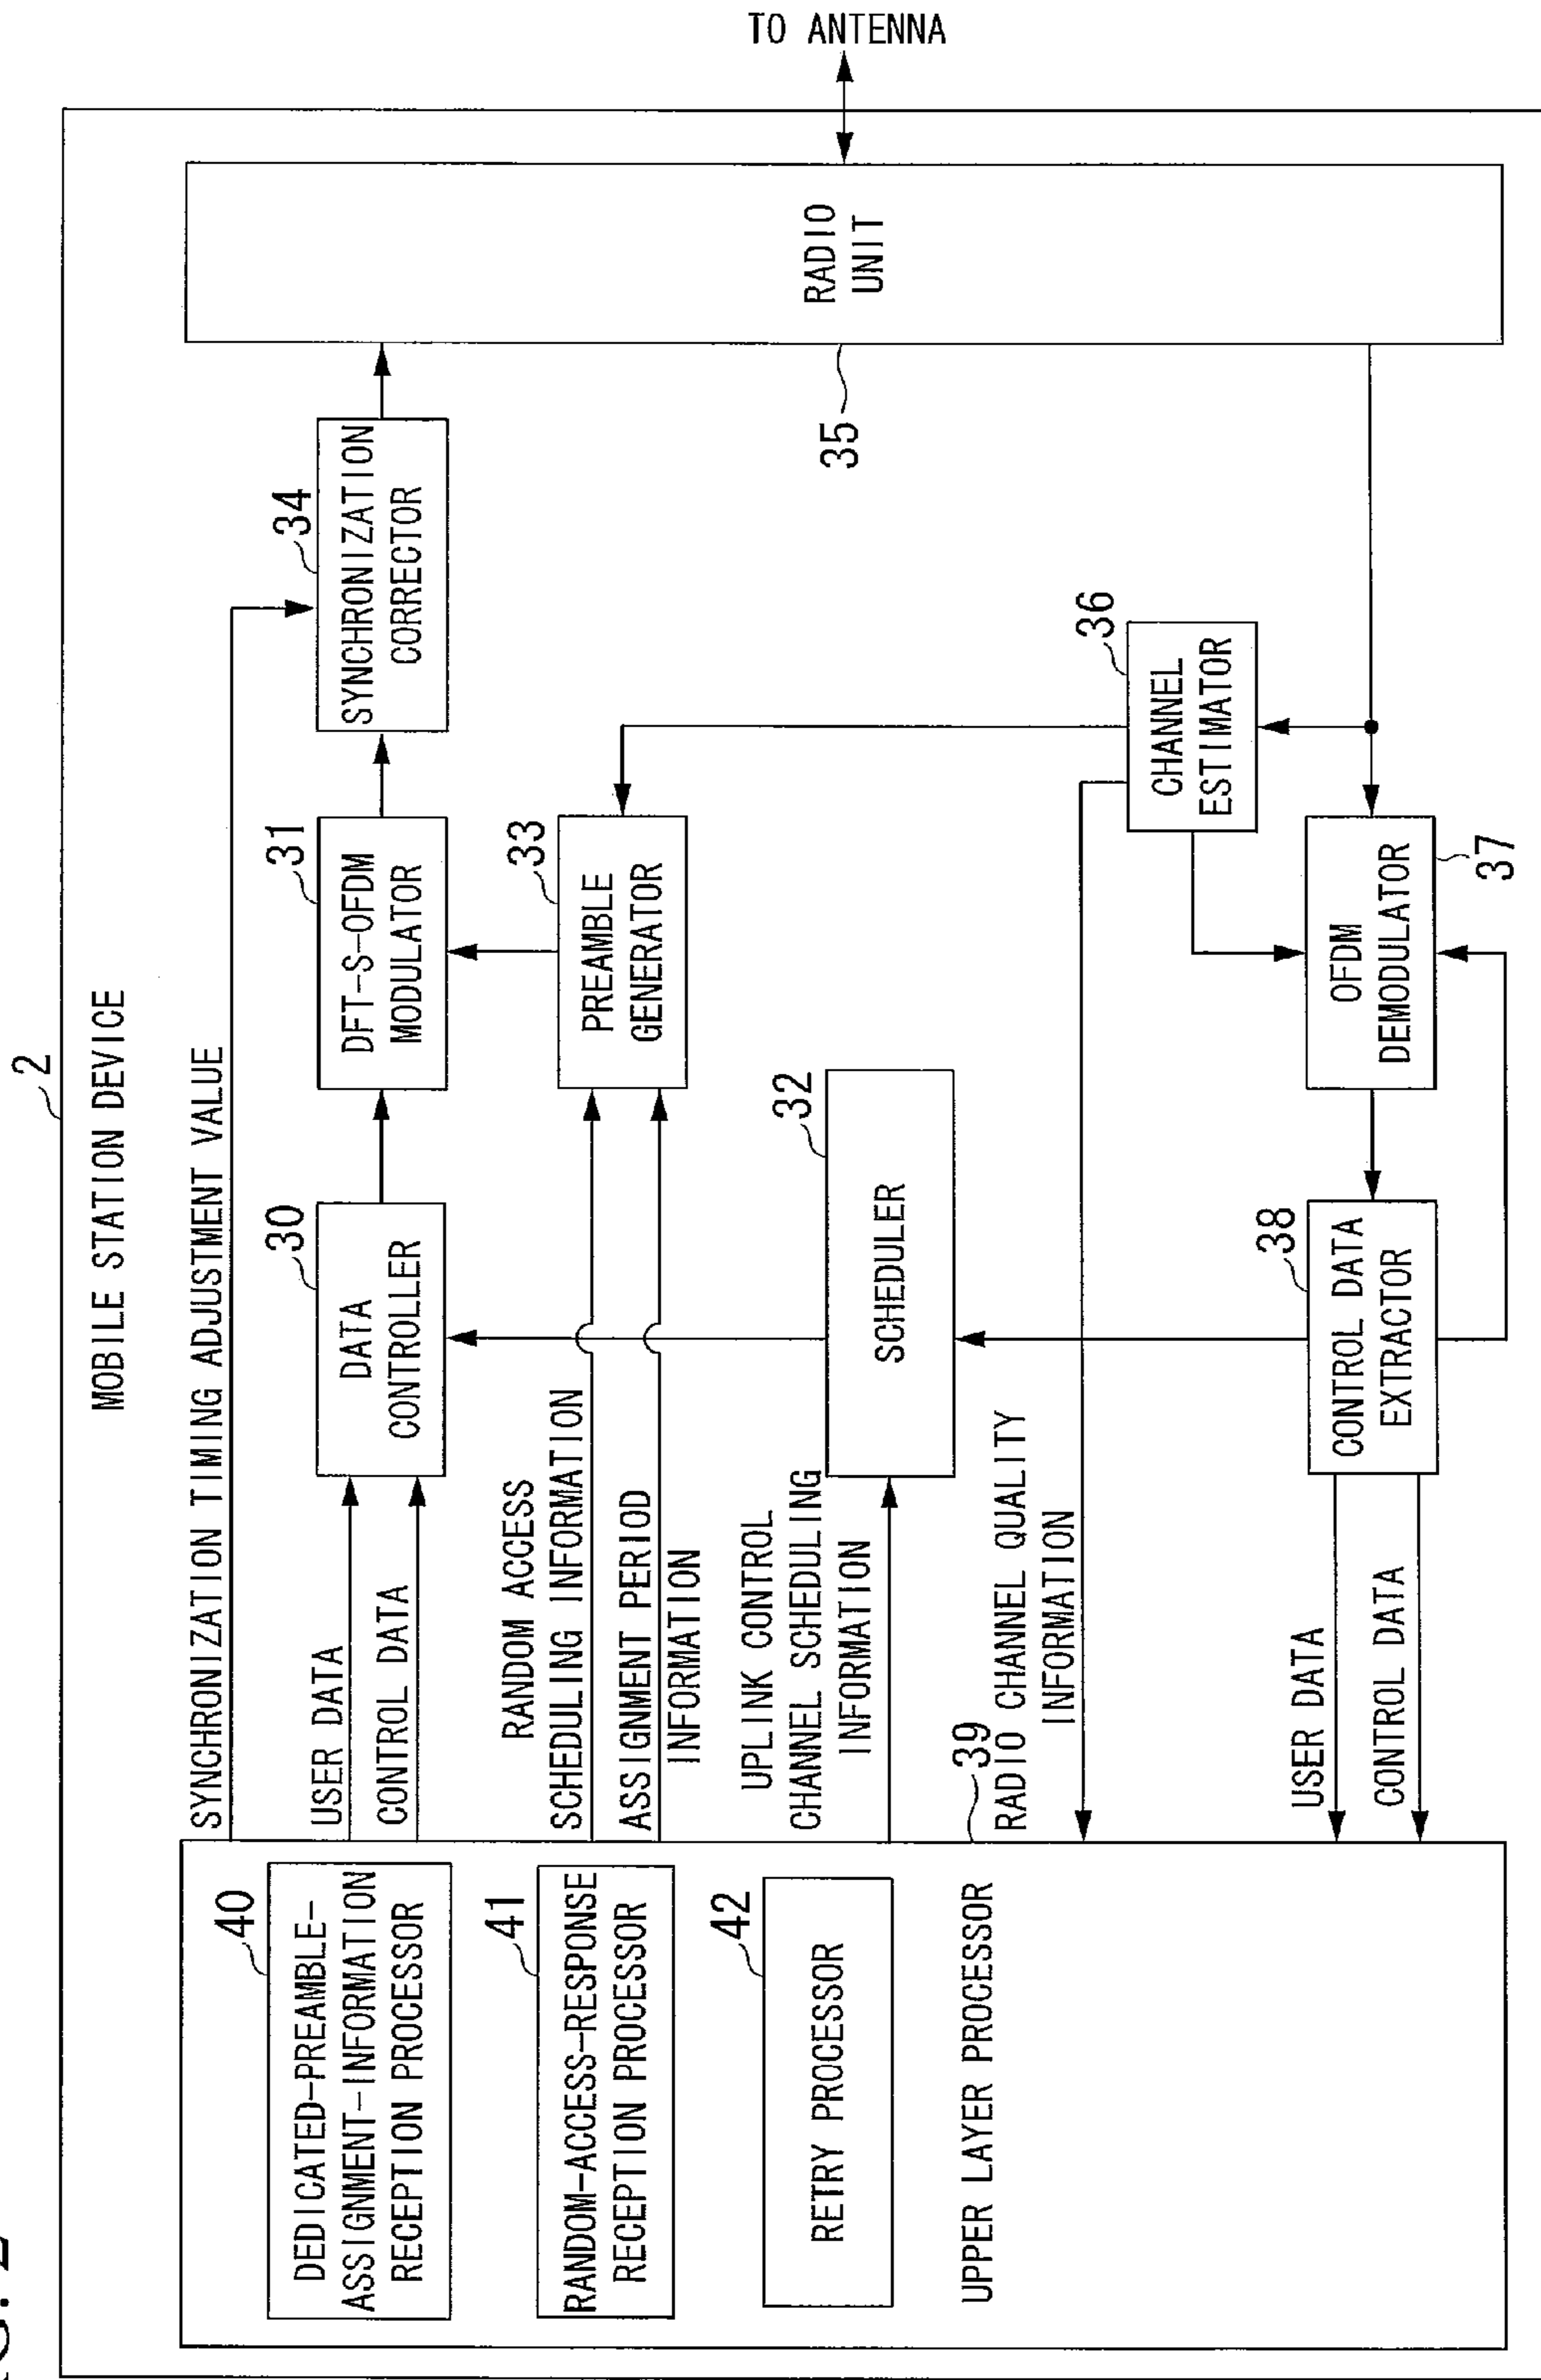 FIG. 2
2
MOBILE STATION DEVICE
TO ANTENNA
SYNCHRONIZATION TIMING ADJUSTMENT VALUE
40
DEDICATED-PREAMBLE-
ASSIGNMENT-INFORMATION
RECEPTION PROCESSOR
41
RANDOM-ACCESS-RESPONSE
RECEPTION PROCESSOR
42
RETRY PROCESSOR
UPPER LAYER PROCESSOR
39
USER DATA
CONTROL DATA
30
DATA
CONTROLLER
31
DFT-S-OFDM
MODULATOR
34
SYNCHRONIZATION
CORRECTOR
RANDOM ACCESS
SCHEDULING INFORMATION
ASSIGNMENT PERIOD
INFORMATION
33
PREAMBLE
GENERATOR
UPLINK CONTROL
CHANNEL SCHEDULING
INFORMATION
32
SCHEDULER
RADIO UNIT
35
RADIO CHANNEL QUALITY
INFORMATION
36
CHANNEL
ESTIMATOR
USER DATA
CONTROL DATA
38
CONTROL DATA
EXTRACTOR
OFDM
DEMODULATOR
37